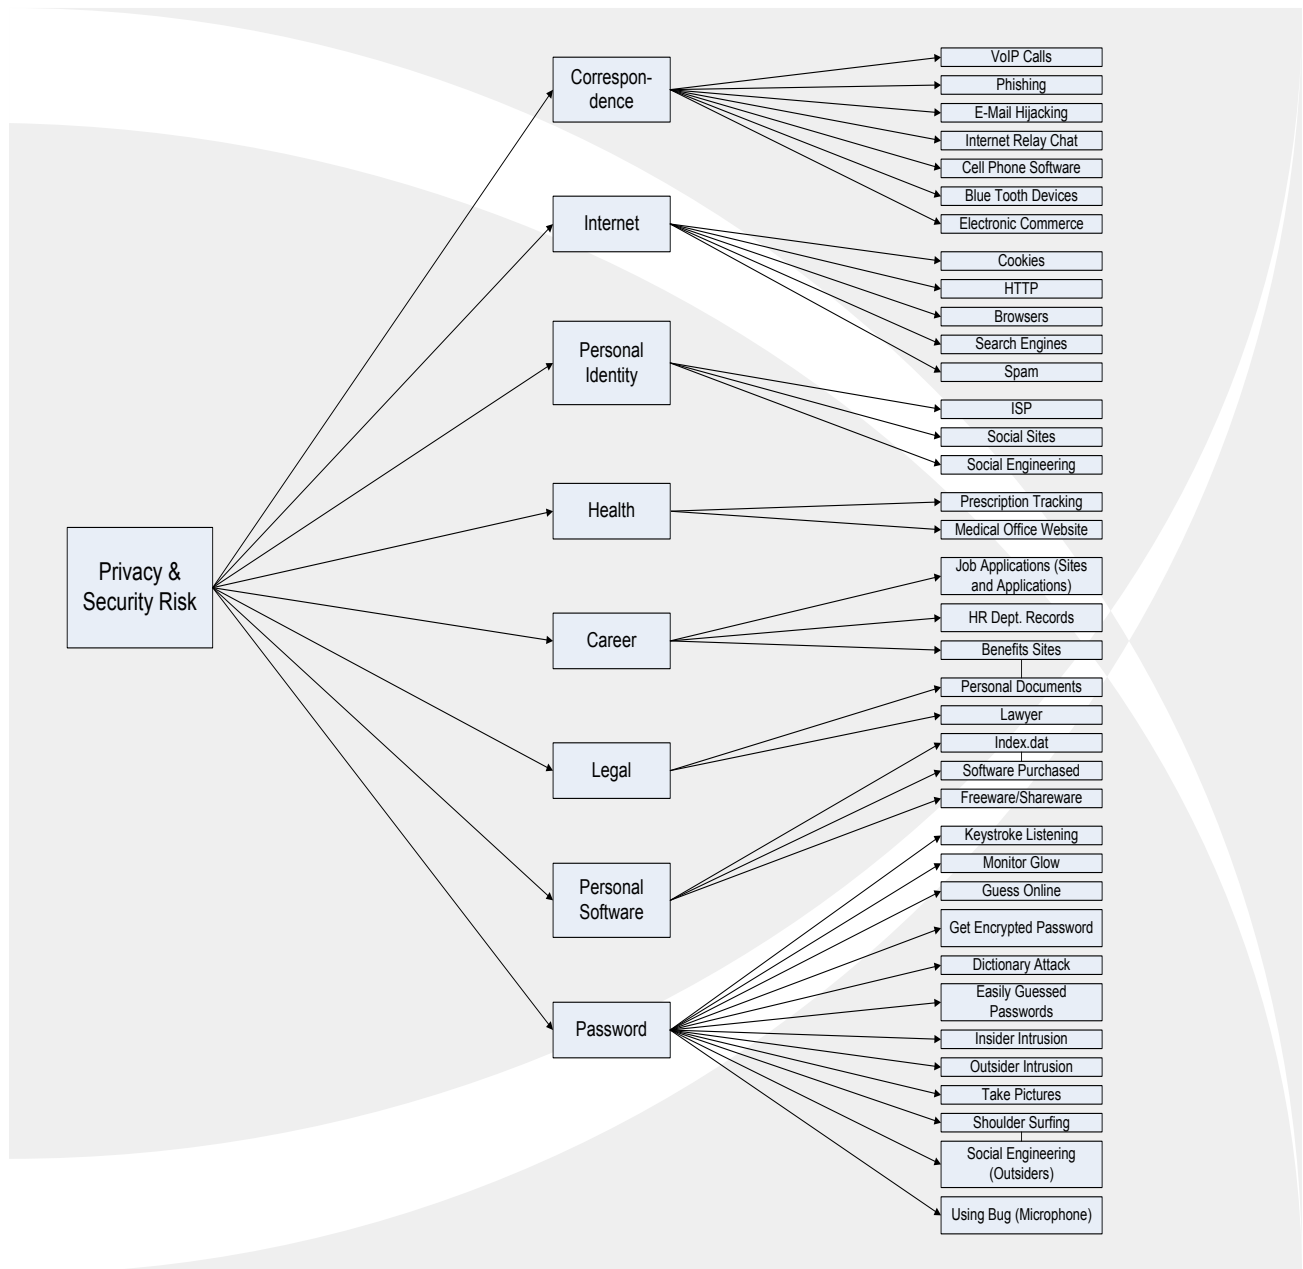 Privacy &
Security Risk
Correspon-
dence
Internet
Personal
Identity
Health
Career
Legal
Personal
Software
Password
VoIP Calls
Phishing
E-Mail Hijacking
Internet Relay Chat
Cell Phone Software
Blue Tooth Devices
Electronic Commerce
Cookies
HTTP
Browsers
Search Engines
Spam
ISP
Social Sites
Social Engineering
Prescription Tracking
Medical Office Website
Job Applications (Sites
and Applications)
HR Dept. Records
Benefits Sites
Personal Documents
Lawyer
Index.dat
Software Purchased
Freeware/Shareware
Keystroke Listening
Monitor Glow
Guess Online
Get Encrypted Password
Dictionary Attack
Easily Guessed
Passwords
Insider Intrusion
Outsider Intrusion
Take Pictures
Shoulder Surfing
Social Engineering
(Outsiders)
Using Bug (Microphone)